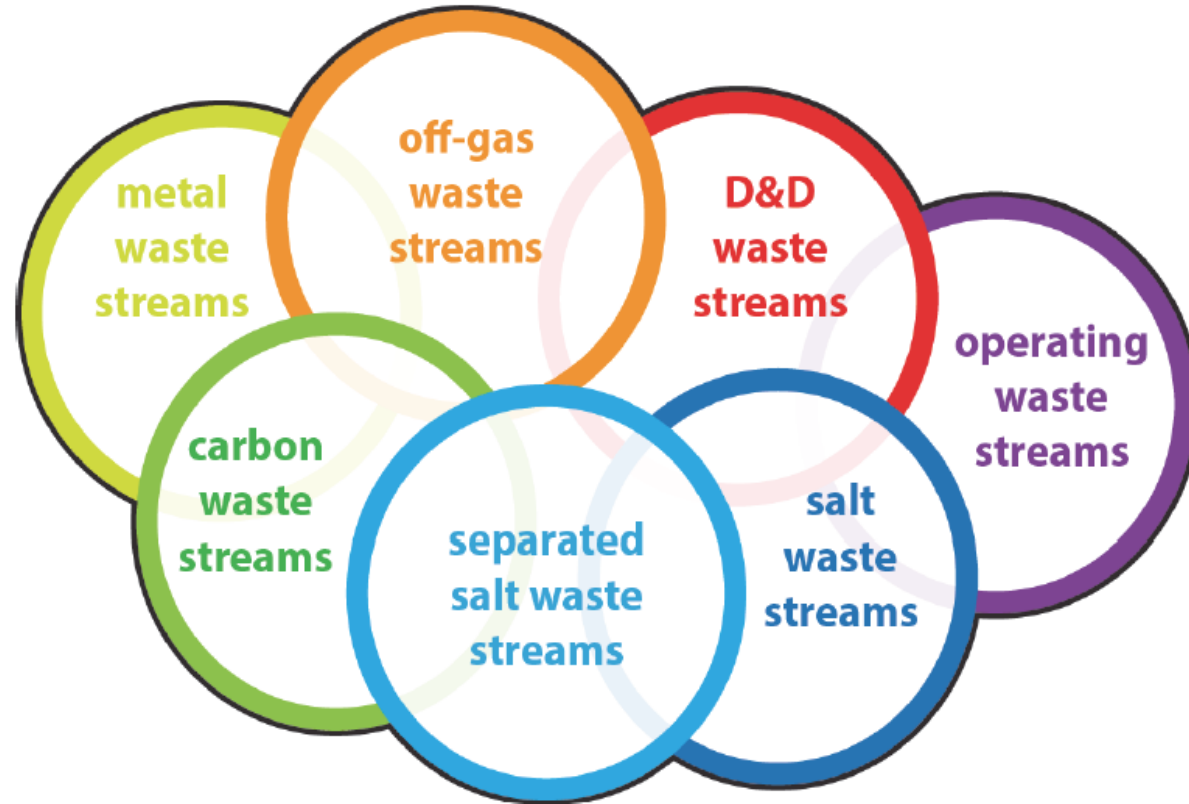 metal
waste
streams
off-gas
waste
streams
D&D
waste
streams
operating
waste
streams
carbon
waste
streams
separated
salt waste
streams
salt
waste
streams